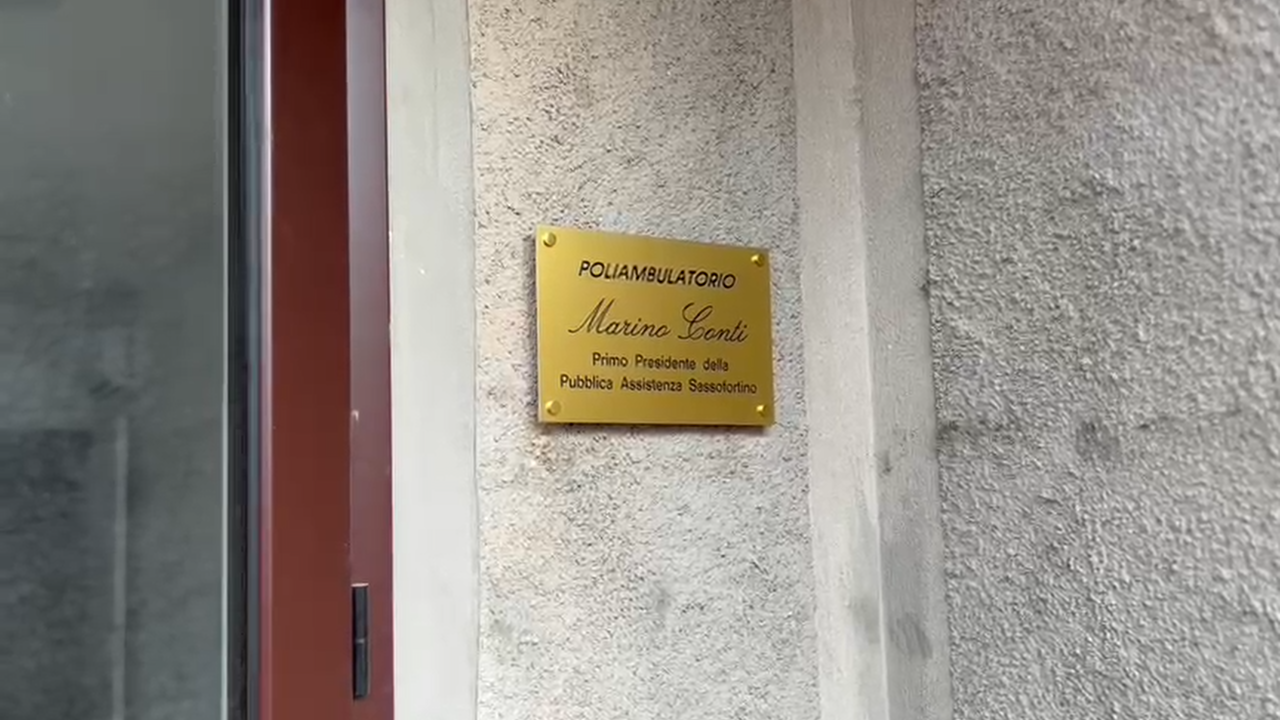 POLIAMBULATORIO
Marino Conti
Primo Presidente della
Pubblica Assistenza Sassofortino